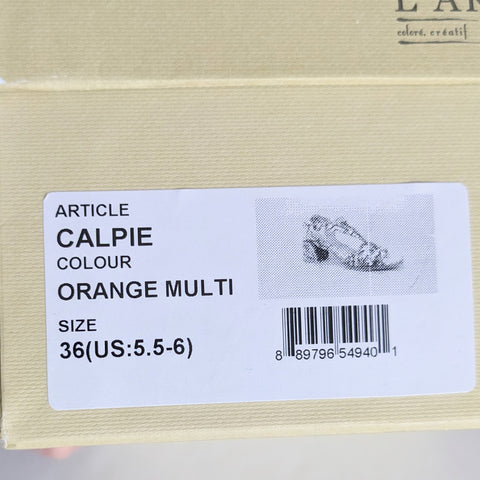 coloré. créatif
ARTICLE
CALPIE
COLOUR
ORANGE MULTI
SIZE
36(US:5.5-6)
8 89796 54940 1